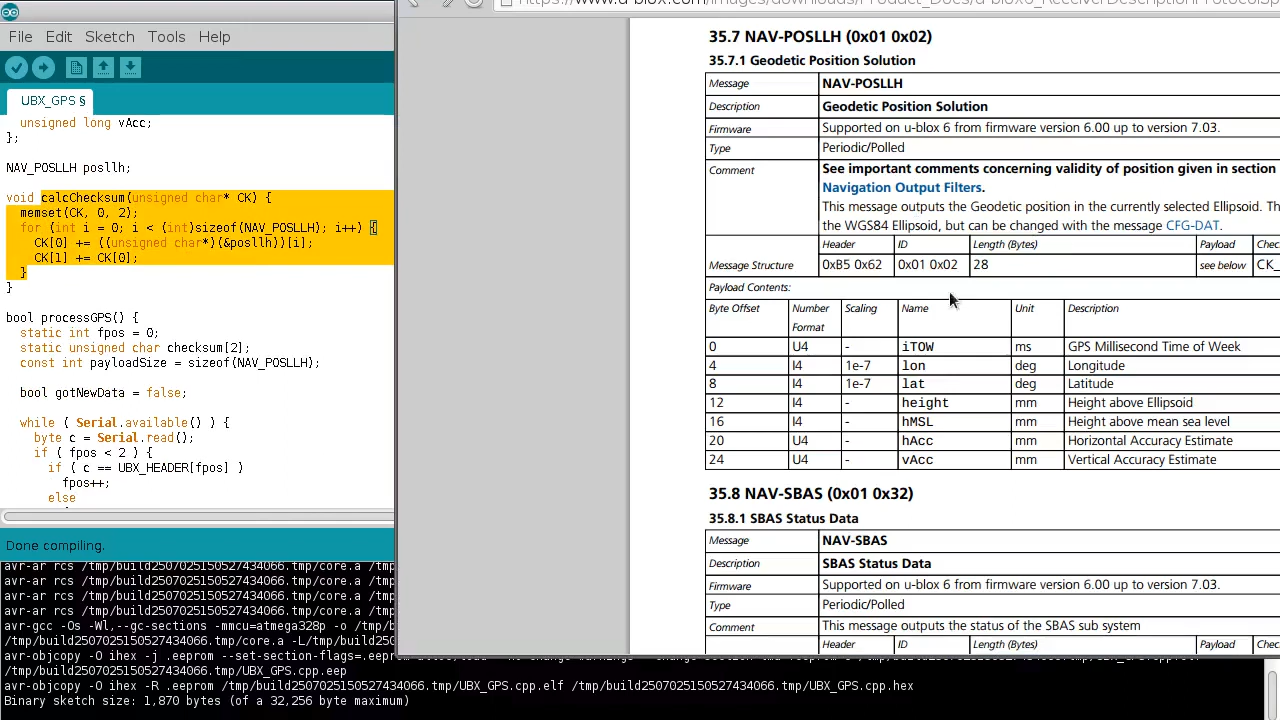 https://www.u-blox.com/images/downloads/Product_Docs/u-blox6_ReceiverDescriptionProtocolSp
File Edit Sketch Tools Help
UBX_GPS §
unsigned long vAcc;
};
NAV_POSLLH posllh;
void calcChecksum(unsigned char* CK) {
memset(CK, 0, 2);
for (int i = 0; i < (int)sizeof(NAV_POSLLH); i++) {
CK[0] += ((unsigned char*)(&posllh))[i];
CK[1] += CK[0];
}
}
bool processGPS() {
static int fpos = 0;
static unsigned char checksum[2];
const int payloadSize = sizeof(NAV_POSLLH);
bool gotNewData = false;
while ( Serial.available() ) {
byte c = Serial.read();
if ( fpos < 2 ) {
if ( c == UBX_HEADER[fpos] )
fpos++;
else
Done compiling.
35.7 NAV-POSLLH (0x01 0x02)
35.7.1 Geodetic Position Solution
Message NAV-POSLLH
Description Geodetic Position Solution
Firmware Supported on u-blox 6 from firmware version 6.00 up to version 7.03.
Type Periodic/Polled
Comment See important comments concerning validity of position given in section
Navigation Output Filters.
This message outputs the Geodetic position in the currently selected Ellipsoid. Th
the WGS84 Ellipsoid, but can be changed with the message CFG-DAT.
Header ID Length (Bytes) Payload Chec
Message Structure 0xB5 0x62 0x01 0x02 28 see below CK_
Payload Contents:
Byte Offset Number Format Scaling Name Unit Description
0 U4 - iTOW ms GPS Millisecond Time of Week
4 I4 1e-7 lon deg Longitude
8 I4 1e-7 lat deg Latitude
12 I4 - height mm Height above Ellipsoid
16 I4 - hMSL mm Height above mean sea level
20 U4 - hAcc mm Horizontal Accuracy Estimate
24 U4 - vAcc mm Vertical Accuracy Estimate
35.8 NAV-SBAS (0x01 0x32)
35.8.1 SBAS Status Data
Message NAV-SBAS
Description SBAS Status Data
Firmware Supported on u-blox 6 from firmware version 6.00 up to version 7.03.
Type Periodic/Polled
Comment This message outputs the status of the SBAS sub system
Header ID Length (Bytes) Payload Chec
avr-ar rcs /tmp/build2507025150527434066.tmp/core.a /tmp
avr-ar rcs /tmp/build2507025150527434066.tmp/core.a /tmp
avr-ar rcs /tmp/build2507025150527434066.tmp/core.a /tmp
avr-ar rcs /tmp/build2507025150527434066.tmp/core.a /tmp
avr-gcc -Os -Wl,--gc-sections -mmcu=atmega328p -o /tmp/b
/tmp/build2507025150527434066.tmp/core.a -L/tmp/build250
avr-objcopy -O ihex -j .eeprom --set-section-flags=.eepr
/tmp/build2507025150527434066.tmp/UBX_GPS.cpp.eep
avr-objcopy -O ihex -R .eeprom /tmp/build2507025150527434066.tmp/UBX_GPS.cpp.elf /tmp/build2507025150527434066.tmp/UBX_GPS.cpp.hex
Binary sketch size: 1,870 bytes (of a 32,256 byte maximum)